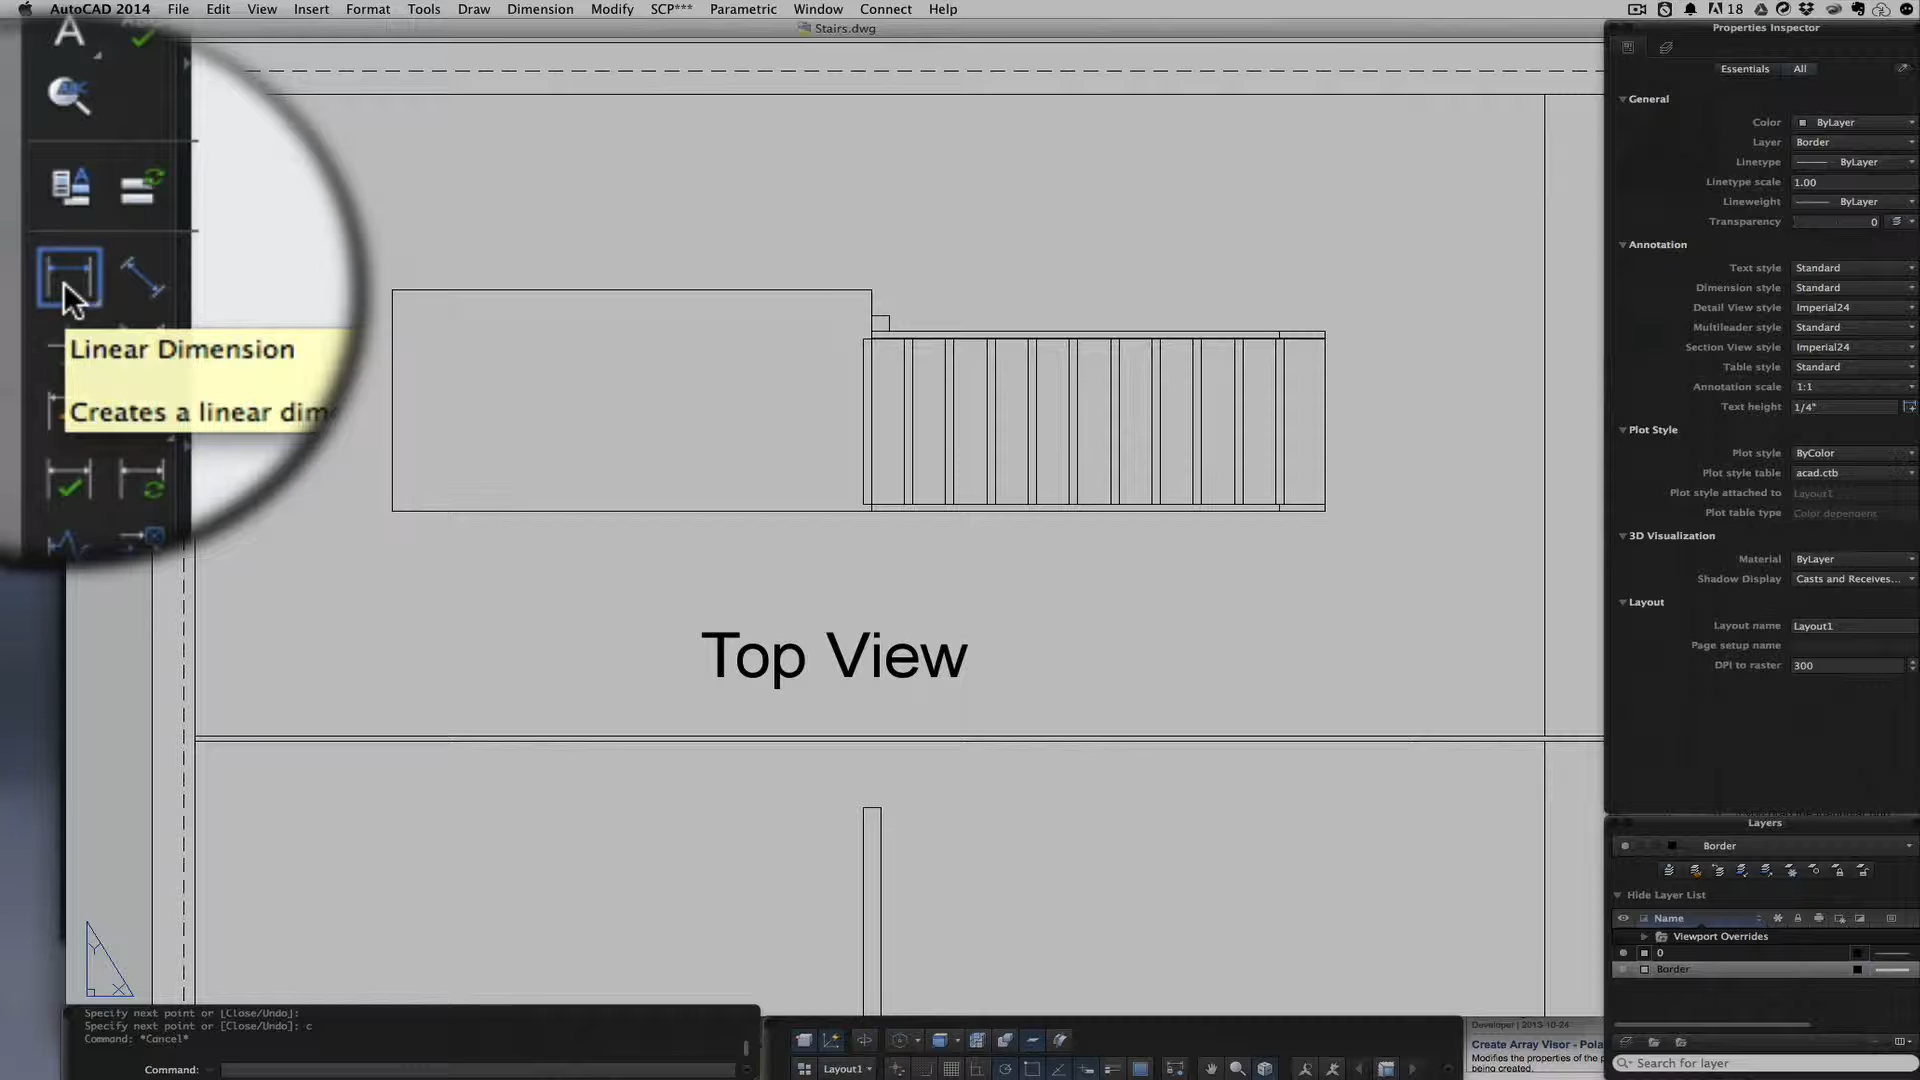 AutoCAD 2014 File Edit View Insert Format Tools Draw Dimension Modify SCP*** Parametric Window Connect Help 18
Stairs.dwg
A
ABC
A
Linear Dimension
Creates a linear dim
Top View
Y
X
Specify next point or [Close/Undo]:
Specify next point or [Close/Undo]: c
Command: *Cancel*
Command:
Layout1
Developer | 2013-10-24
Create Array Visor - Pola
Modifies the properties of the p
being created.
Properties Inspector
Essentials All
General
Color ByLayer
Layer Border
Linetype ByLayer
Linetype scale 1.00
Lineweight ByLayer
Transparency 0
Annotation
Text style Standard
Dimension style Standard
Detail View style Imperial24
Multileader style Standard
Section View style Imperial24
Table style Standard
Annotation scale 1:1
Text height 1/4"
Plot Style
Plot style ByColor
Plot style table acad.ctb
Plot style attached to Layout1
Plot table type Color dependent
3D Visualization
Material ByLayer
Shadow Display Casts and Receives...
Layout
Layout name Layout1
Page setup name
DPI to raster 300
Layers
Border
Hide Layer List
Name
Viewport Overrides
0
Border
Search for layer